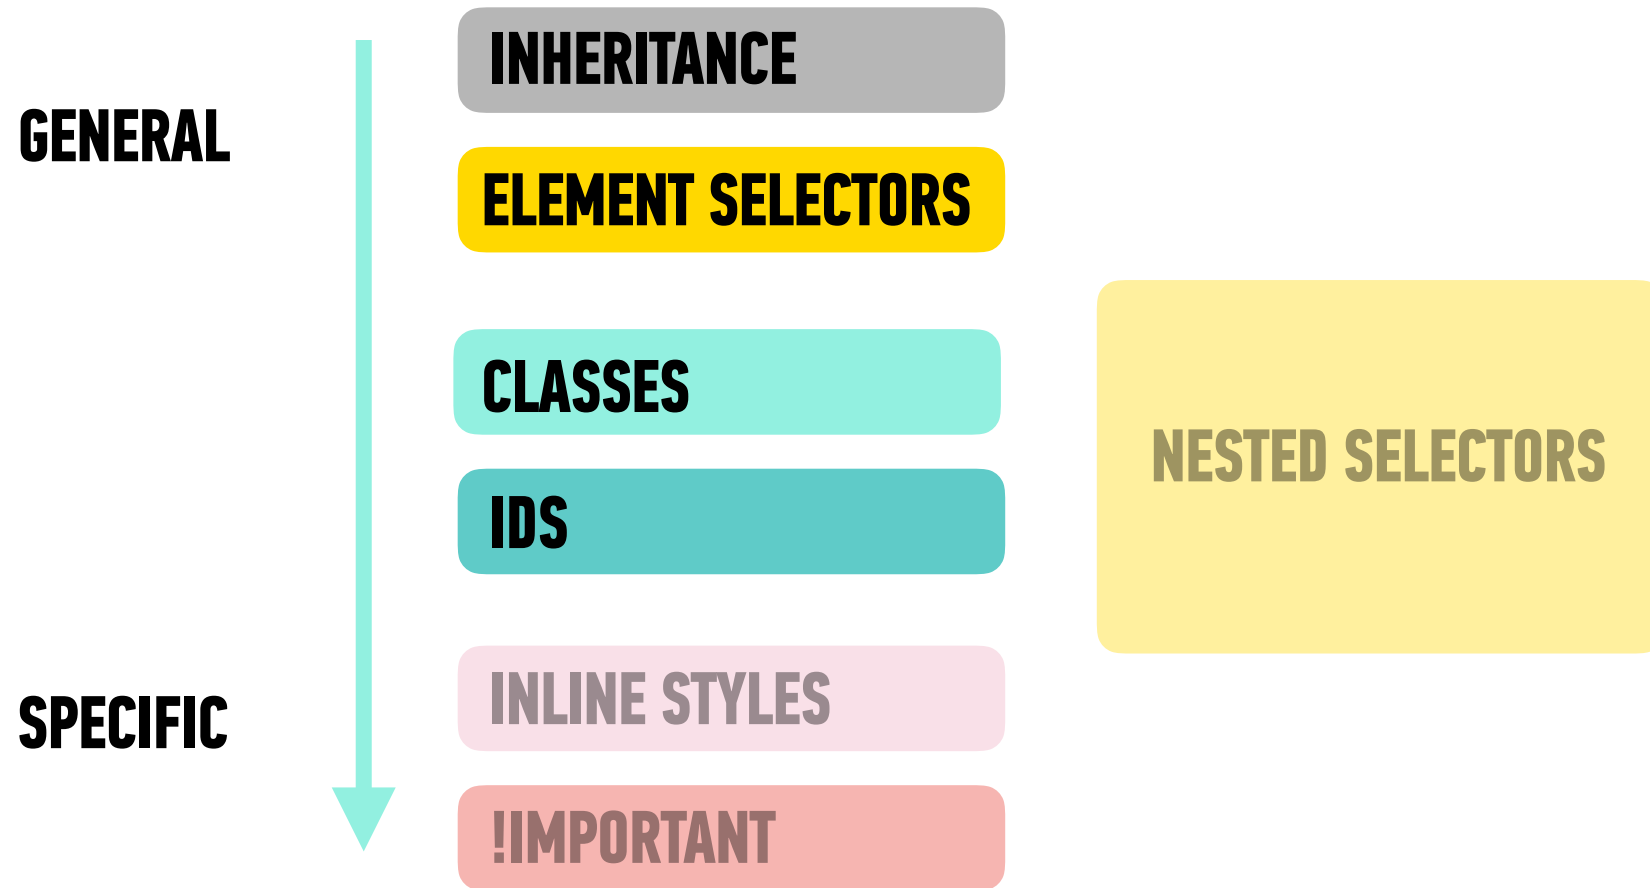 INHERITANCE
GENERAL
ELEMENT SELECTORS
CLASSES
NESTED SELECTORS
IDS
INLINE STYLES
SPECIFIC
!IMPORTANT